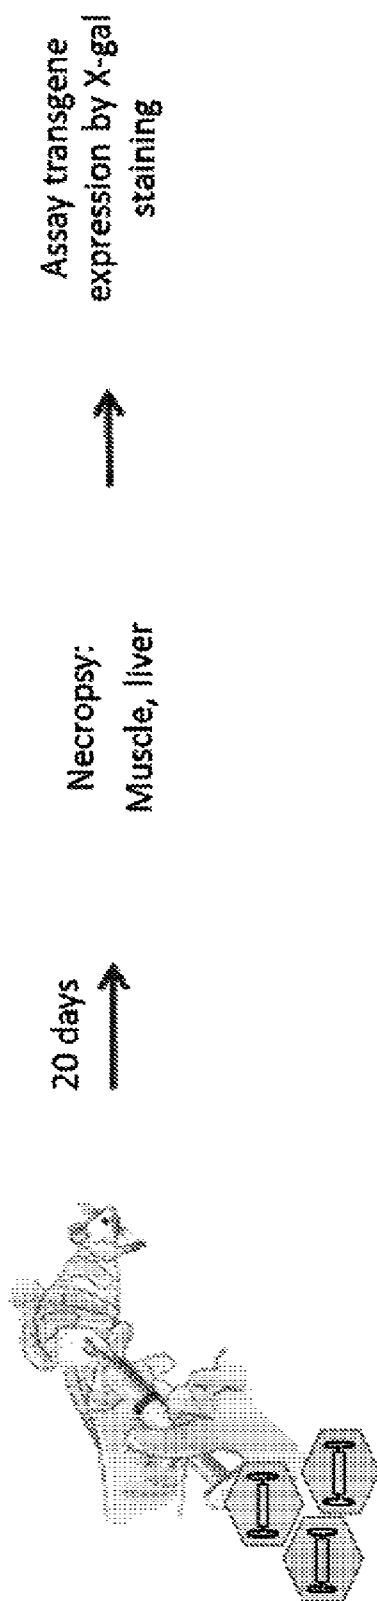 20 days
Necropsy:
Muscle, liver
Assay transgene
expression by X-gal
staining